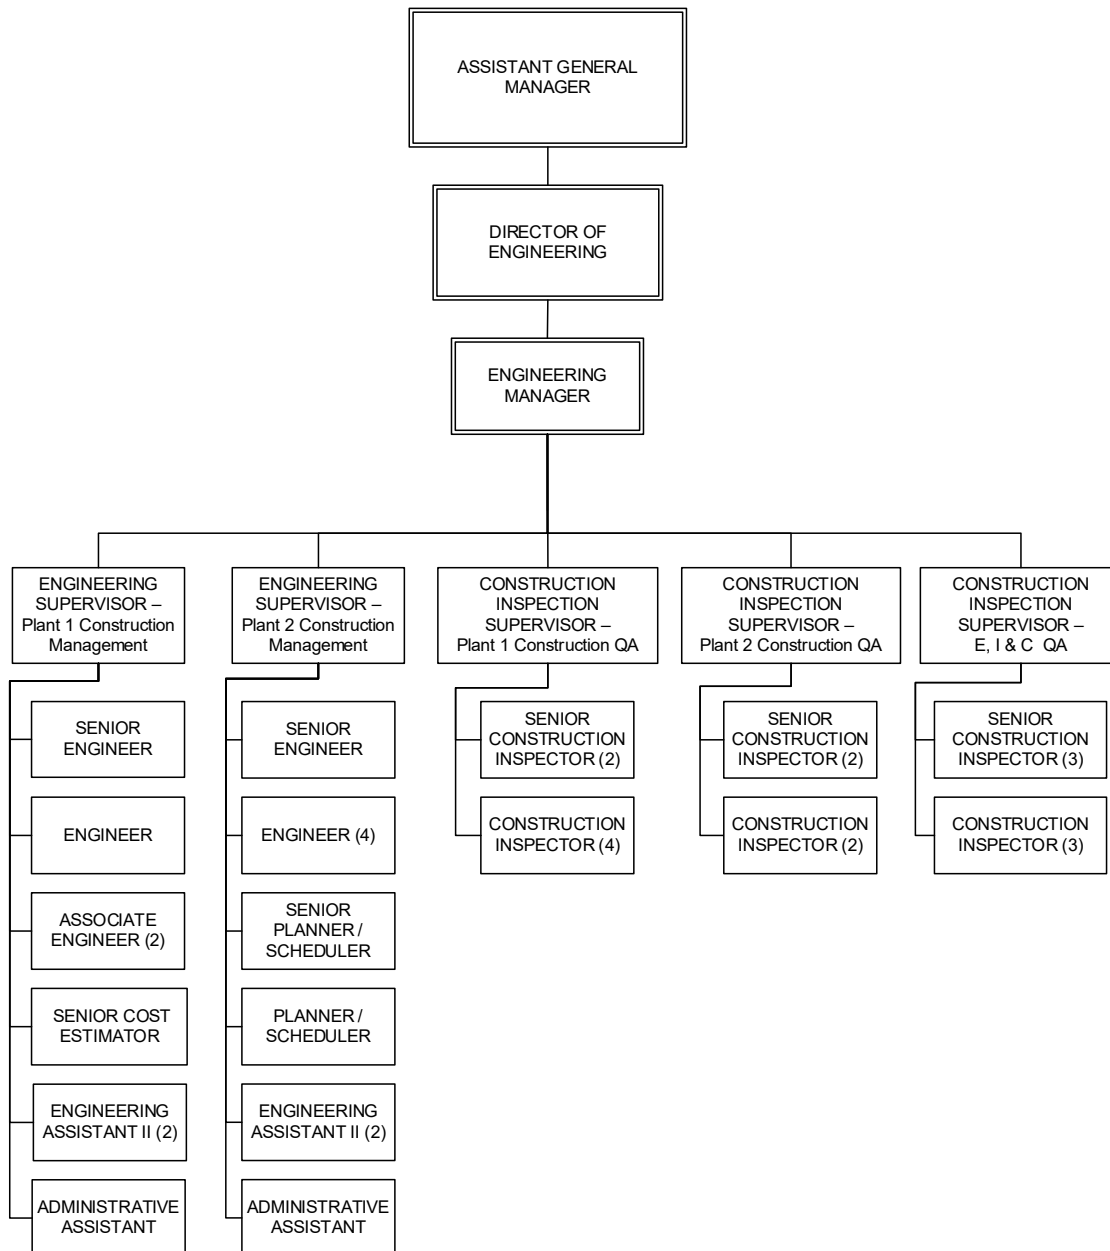 ASSISTANT GENERAL
MANAGER
DIRECTOR OF
ENGINEERING
ENGINEERING
MANAGER
ENGINEERING
SUPERVISOR –
Plant 1 Construction
Management
ENGINEERING
SUPERVISOR –
Plant 2 Construction
Management
CONSTRUCTION
INSPECTION
SUPERVISOR –
Plant 1 Construction QA
CONSTRUCTION
INSPECTION
SUPERVISOR –
Plant 2 Construction QA
CONSTRUCTION
INSPECTION
SUPERVISOR –
E, I & C QA
SENIOR
ENGINEER
ENGINEER
ASSOCIATE
ENGINEER (2)
SENIOR COST
ESTIMATOR
ENGINEERING
ASSISTANT II (2)
ADMINISTRATIVE
ASSISTANT
SENIOR
ENGINEER
ENGINEER (4)
SENIOR
PLANNER /
SCHEDULER
PLANNER /
SCHEDULER
ENGINEERING
ASSISTANT II (2)
ADMINISTRATIVE
ASSISTANT
SENIOR
CONSTRUCTION
INSPECTOR (2)
CONSTRUCTION
INSPECTOR (4)
SENIOR
CONSTRUCTION
INSPECTOR (2)
CONSTRUCTION
INSPECTOR (2)
SENIOR
CONSTRUCTION
INSPECTOR (3)
CONSTRUCTION
INSPECTOR (3)